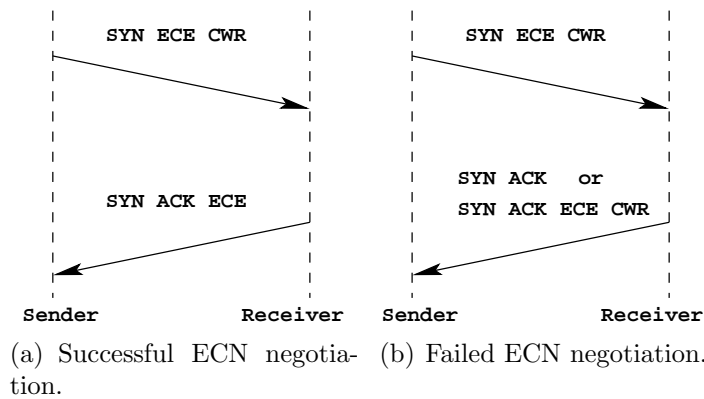 SYN ECE CWR
SYN ACK ECE
Sender Receiver
(a) Successful ECN negotia-
tion.
SYN ECE CWR
SYN ACK or
SYN ACK ECE CWR
Sender Receiver
(b) Failed ECN negotiation.